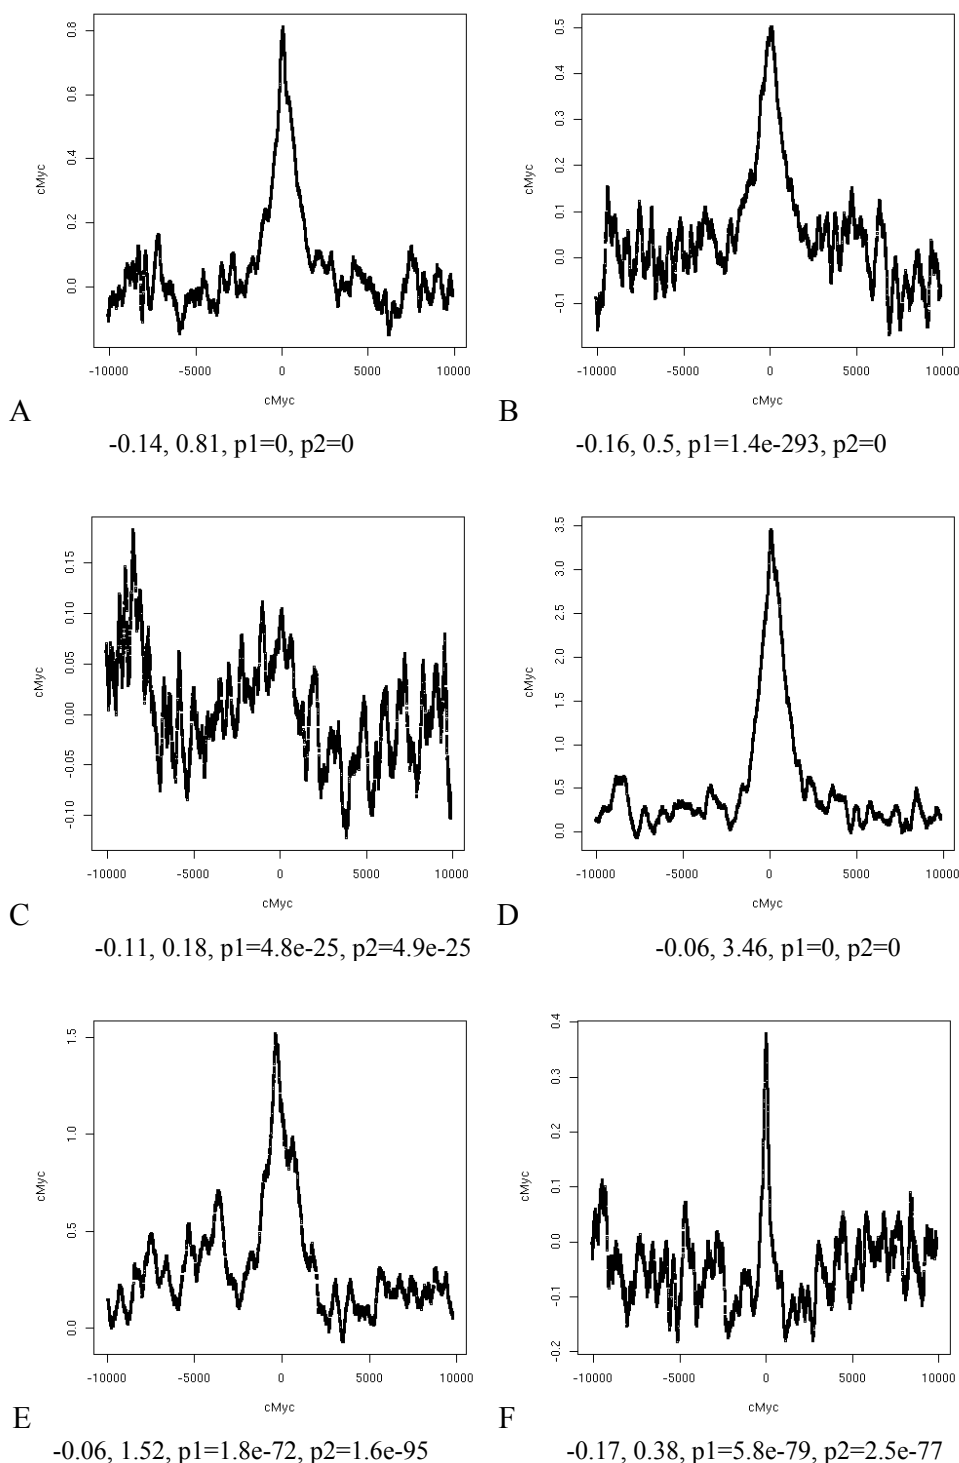 cMyc
0.8
0.6
0.4
0.2
0.0
-10000 -5000 0 5000 10000
cMyc
A
-0.14, 0.81, p1=0, p2=0
cMyc
0.5
0.4
0.3
0.2
0.1
0.0
-0.1
-10000 -5000 0 5000 10000
cMyc
B
-0.16, 0.5, p1=1.4e-293, p2=0
cMyc
0.15
0.10
0.05
0.00
-0.05
-0.10
-10000 -5000 0 5000 10000
cMyc
C
-0.11, 0.18, p1=4.8e-25, p2=4.9e-25
cMyc
3.5
3.0
2.5
2.0
1.5
1.0
0.5
0.0
-10000 -5000 0 5000 10000
cMyc
D
-0.06, 3.46, p1=0, p2=0
cMyc
1.5
1.0
0.5
0.0
-10000 -5000 0 5000 10000
cMyc
E
-0.06, 1.52, p1=1.8e-72, p2=1.6e-95
cMyc
0.4
0.3
0.2
0.1
0.0
-0.1
-0.2
-10000 -5000 0 5000 10000
cMyc
F
-0.17, 0.38, p1=5.8e-79, p2=2.5e-77